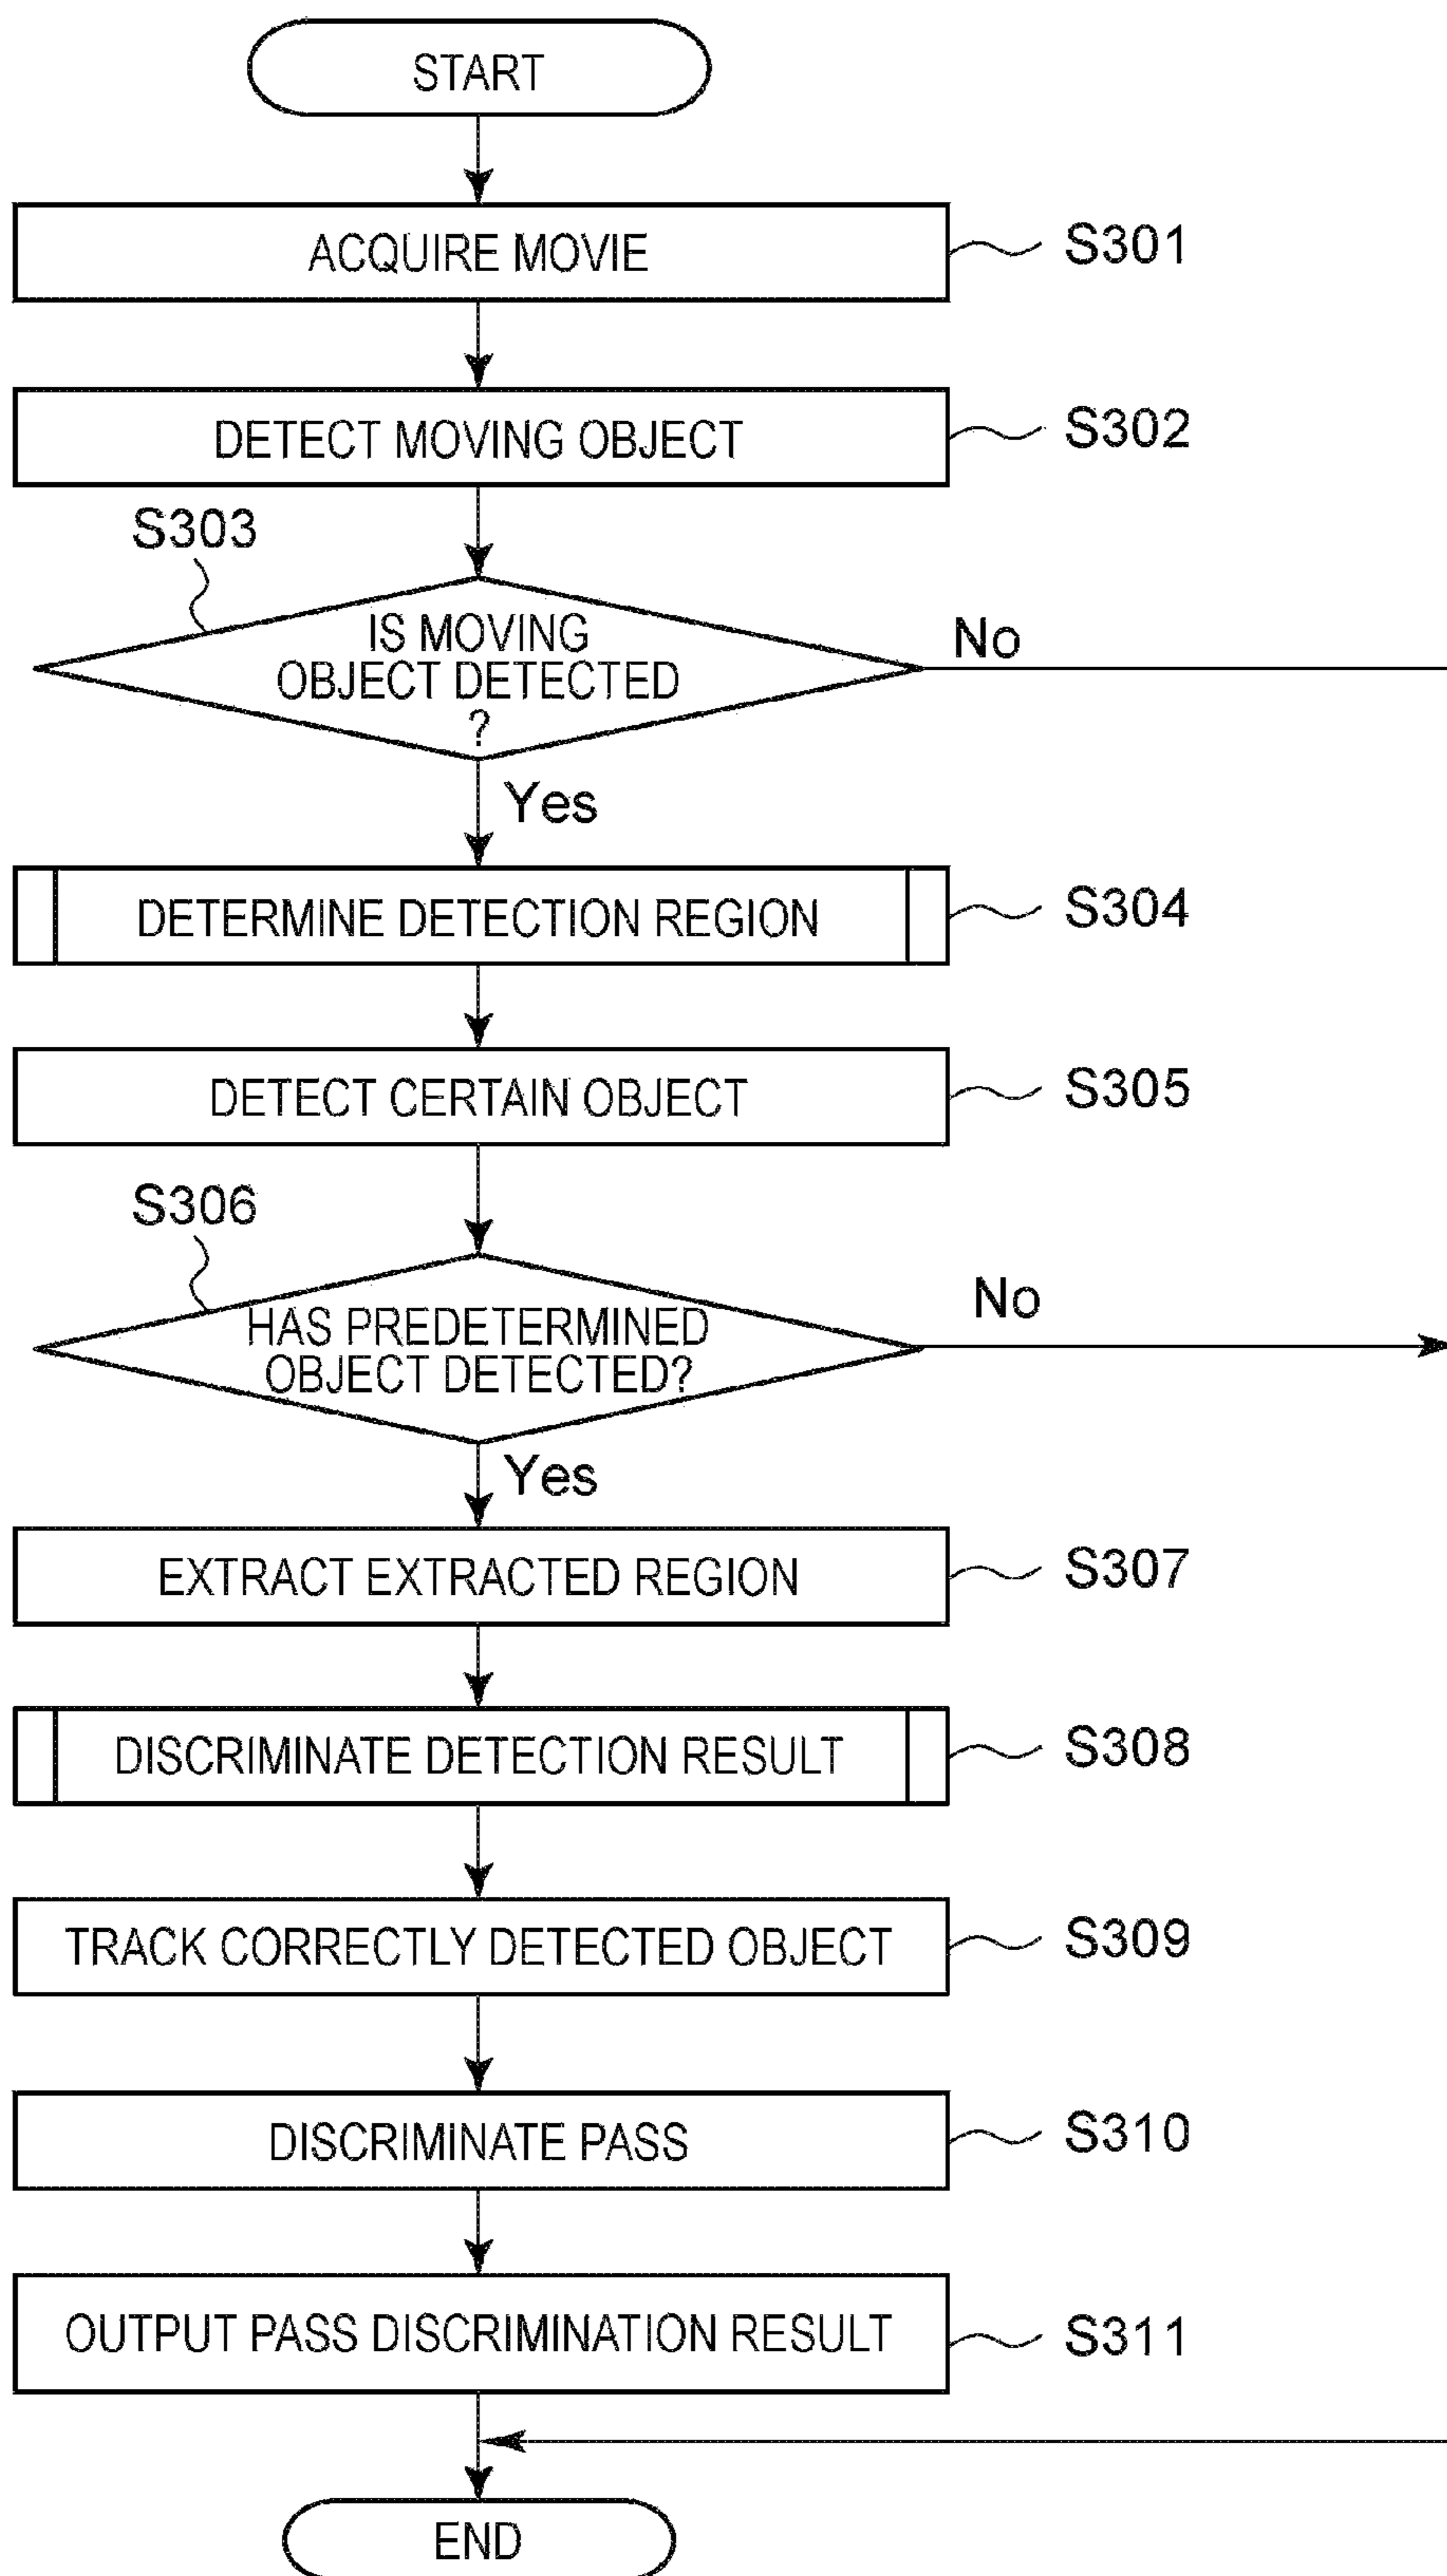 START
ACQUIRE MOVIE
S301
DETECT MOVING OBJECT
S302
S303
IS MOVING
OBJECT DETECTED
?
No
Yes
DETERMINE DETECTION REGION
S304
DETECT CERTAIN OBJECT
S305
S306
HAS PREDETERMINED
OBJECT DETECTED?
No
Yes
EXTRACT EXTRACTED REGION
S307
DISCRIMINATE DETECTION RESULT
S308
TRACK CORRECTLY DETECTED OBJECT
S309
DISCRIMINATE PASS
S310
OUTPUT PASS DISCRIMINATION RESULT
S311
END